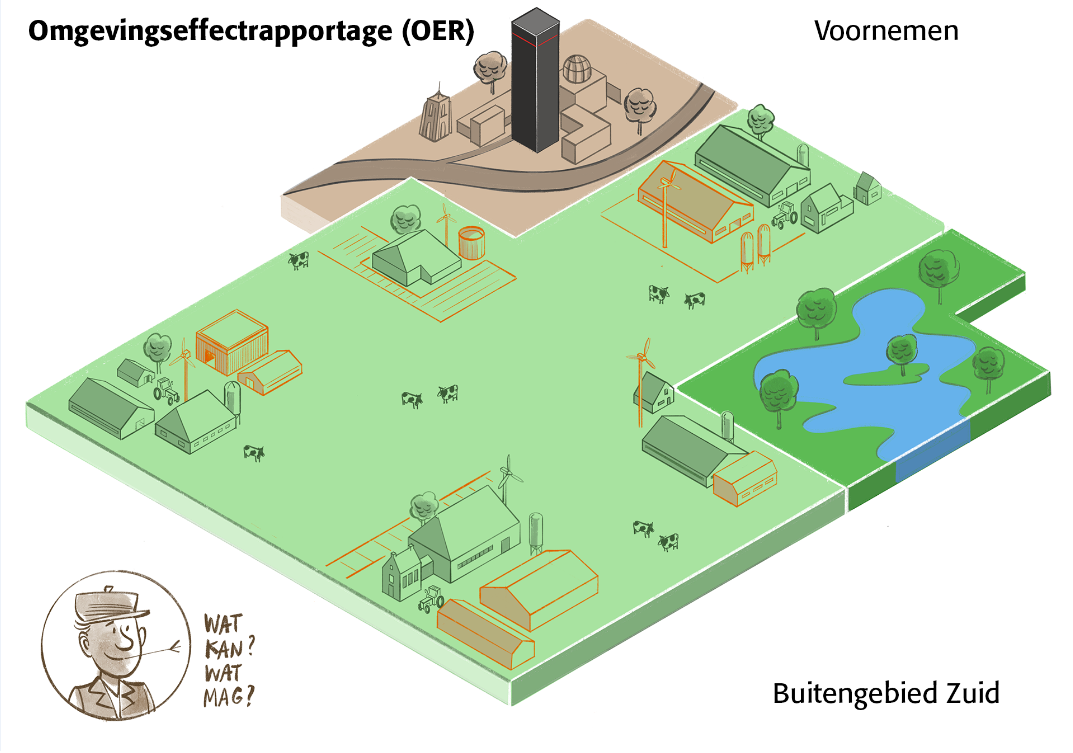 Omgevingseffectrapportage (OER)
Voornemen
WAT
KAN?
WAT
MAG?
Buitengebied Zuid